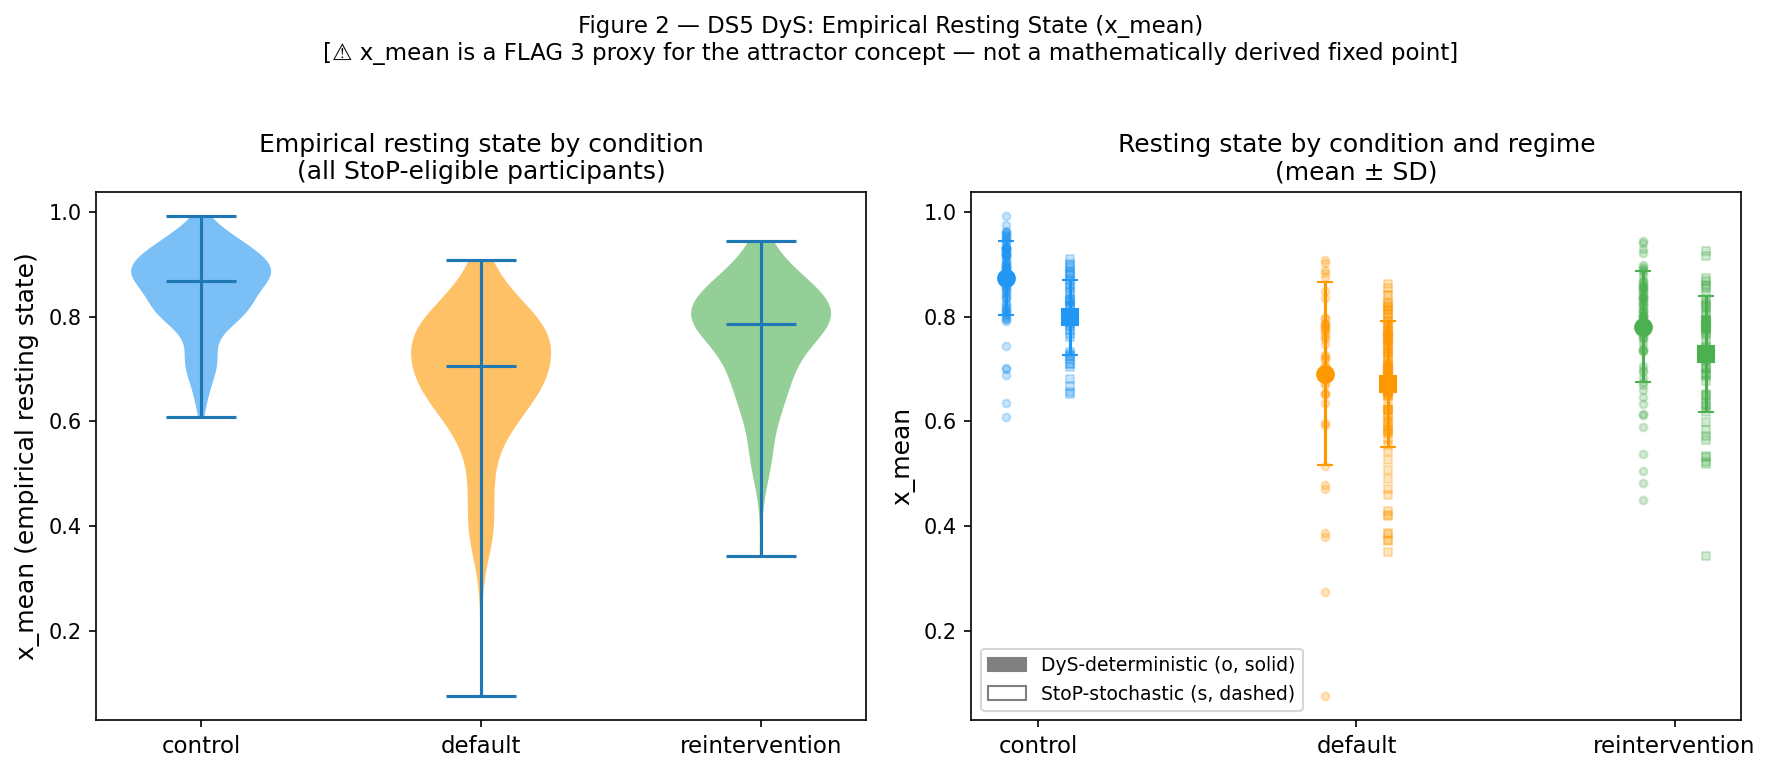 Figure 2 — DS5 DyS: Empirical Resting State (x_mean)
[⚠ x_mean is a FLAG 3 proxy for the attractor concept — not a mathematically derived fixed point]
Empirical resting state by condition
(all StoP-eligible participants)
x_mean (empirical resting state)
1.0
0.8
0.6
0.4
0.2
control
default
reintervention
Resting state by condition and regime
(mean ± SD)
x_mean
1.0
0.8
0.6
0.4
0.2
DyS-deterministic (o, solid)
StoP-stochastic (s, dashed)
control
default
reintervention